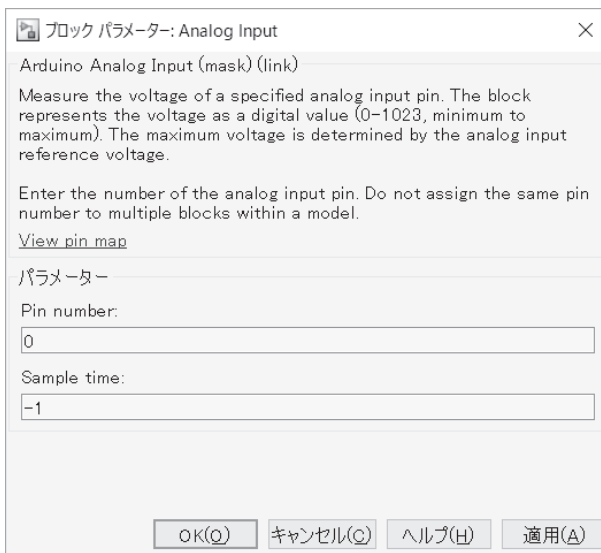 ブロック パラメーター: Analog Input
Arduino Analog Input (mask) (link)
Measure the voltage of a specified analog input pin. The block
represents the voltage as a digital value (0-1023, minimum to
maximum). The maximum voltage is determined by the analog input
reference voltage.
Enter the number of the analog input pin. Do not assign the same pin
number to multiple blocks within a model.
View pin map
パラメーター
Pin number:
0
Sample time:
-1
OK(O) キャンセル(C) ヘルプ(H) 適用(A)